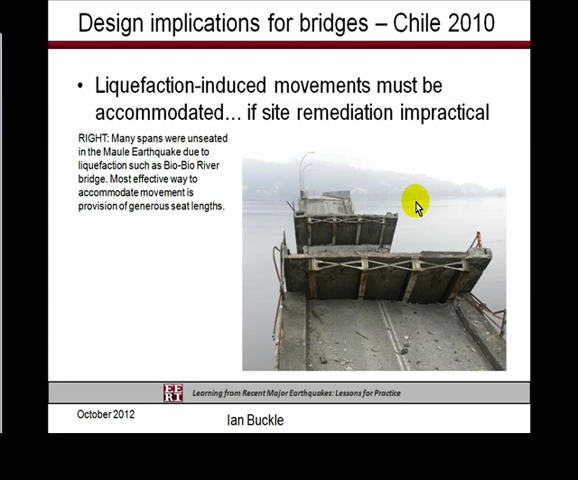 Design implications for bridges – Chile 2010
• Liquefaction-induced movements must be
accommodated... if site remediation impractical
RIGHT: Many spans were unseated
in the Maule Earthquake due to
liquefaction such as Bio-Bio River
bridge. Most effective way to
accommodate movement is
provision of generous seat lengths.
EE
RI
Learning from Recent Major Earthquakes: Lessons for Practice
October 2012
Ian Buckle